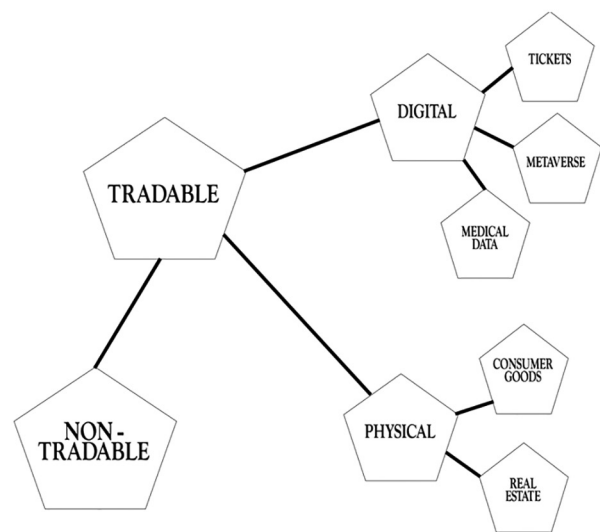 TICKETS
DIGITAL
METAVERSE
TRADABLE
MEDICAL
DATA
CONSUMER
GOODS
PHYSICAL
NON-
TRADABLE
REAL
ESTATE